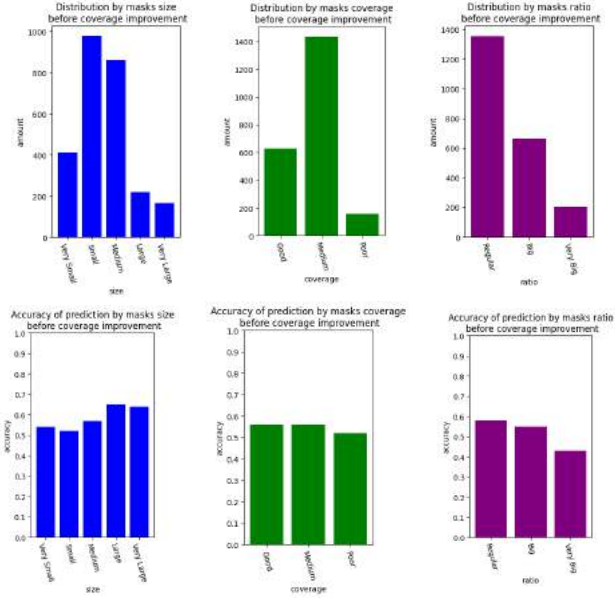 Distribution by masks size
before coverage improvement
1000
800
600
400
200
0
amount
Very Small
Small
Medium
Large
Very Large
size
Distribution by masks coverage
before coverage improvement
1400
1200
1000
800
600
400
200
0
amount
Good
Medium
Poor
coverage
Distribution by masks ratio
before coverage improvement
1400
1200
1000
800
600
400
200
0
amount
Regular
Big
Very Big
ratio
Accuracy of prediction by masks size
before coverage improvement
1.0
0.9
0.8
0.7
0.6
0.5
0.4
0.3
0.2
0.1
0.0
accuracy
Very Small
Small
Medium
Large
Very Large
size
Accuracy of prediction by masks coverage
before coverage improvement
1.0
0.9
0.8
0.7
0.6
0.5
0.4
0.3
0.2
0.1
0.0
accuracy
Good
Medium
Poor
coverage
Accuracy of prediction by masks ratio
before coverage improvement
1.0
0.9
0.8
0.7
0.6
0.5
0.4
0.3
0.2
0.1
0.0
accuracy
Regular
Big
Very Big
ratio